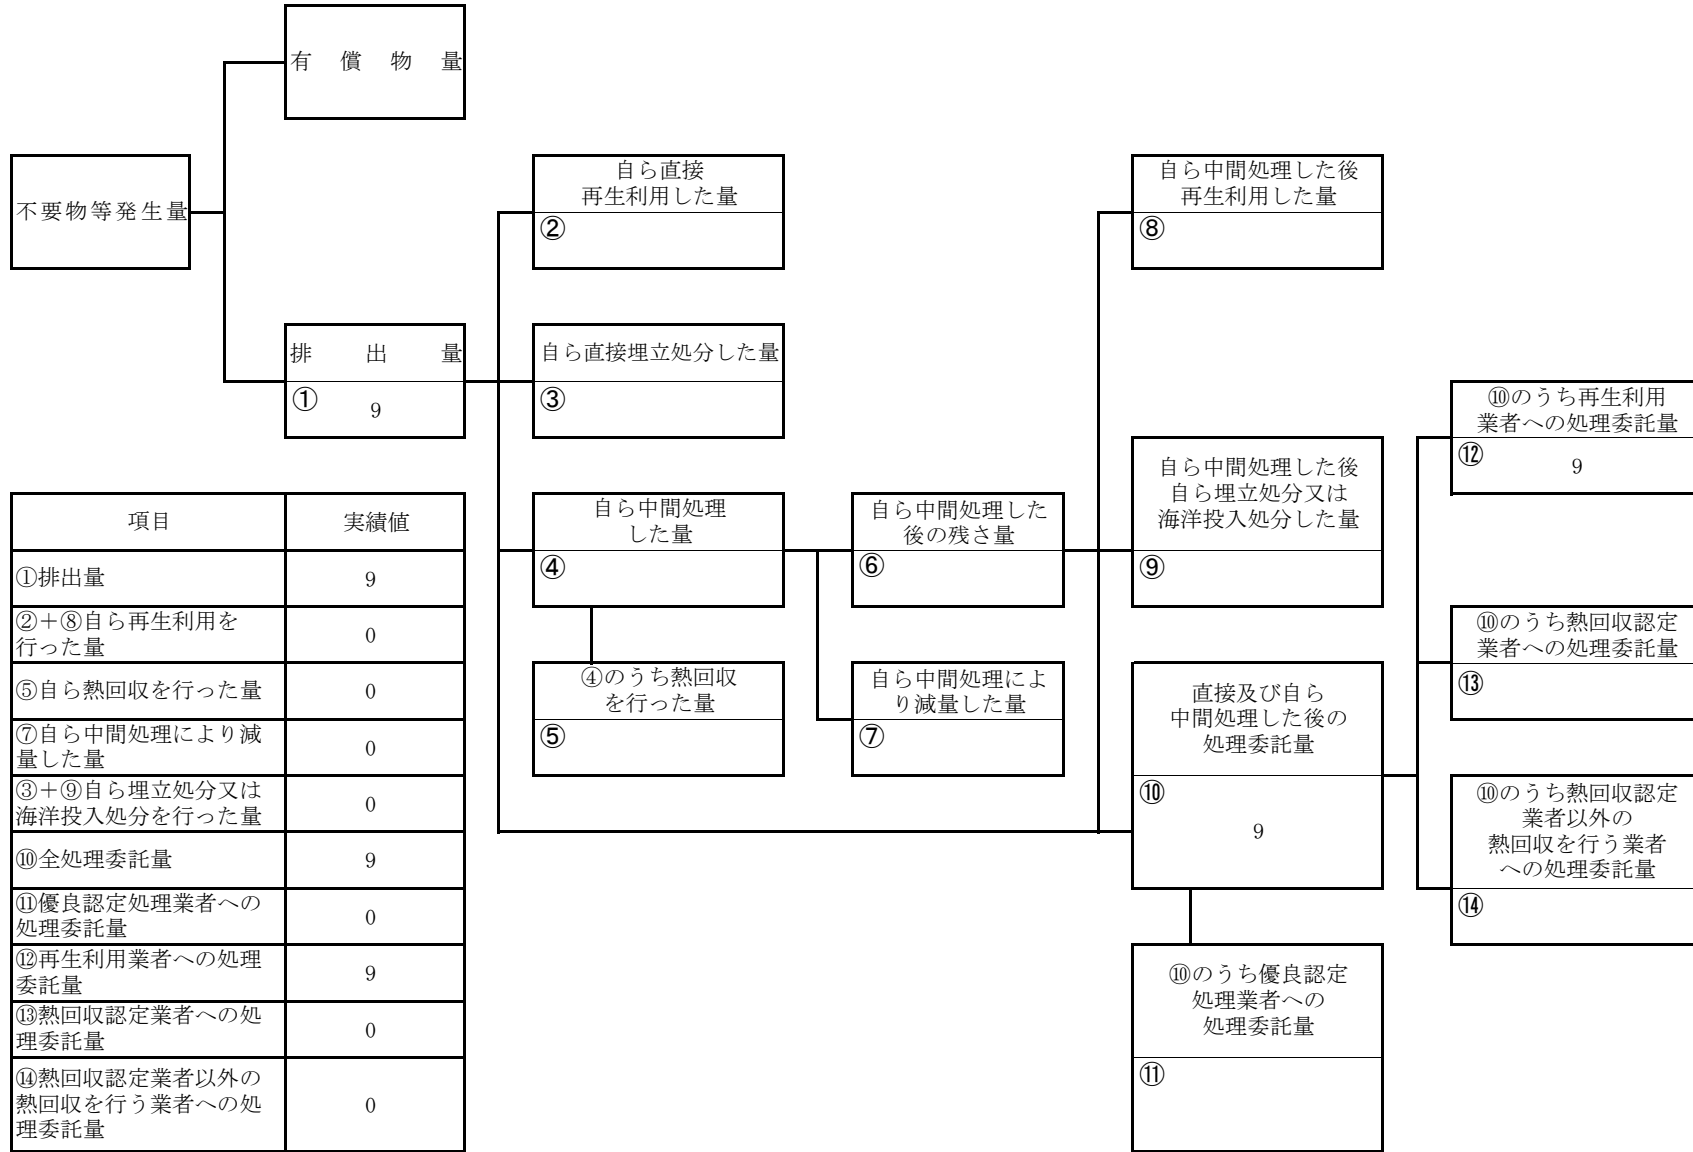 有償物量
不要物等発生量
自ら直接
再生利用した量
②
自ら中間処理した後
再生利用した量
⑧
排出量
① 9
自ら直接埋立処分した量
③
⑩のうち再生利用
業者への処理委託量
⑫ 9
自ら中間処理
した量
④
自ら中間処理した
後の残さ量
⑥
自ら中間処理した後
自ら埋立処分又は
海洋投入処分した量
⑨
⑩のうち熱回収認定
業者への処理委託量
⑬
④のうち熱回収
を行った量
⑤
自ら中間処理によ
り減量した量
⑦
直接及び自ら
中間処理した後の
処理委託量
⑩
9
⑩のうち熱回収認定
業者以外の
熱回収を行う業者
への処理委託量
⑭
⑩のうち優良認定
処理業者への
処理委託量
⑪
項目 実績値
①排出量 9
②+⑧自ら再生利用を
行った量 0
⑤自ら熱回収を行った量 0
⑦自ら中間処理により減
量した量 0
③+⑨自ら埋立処分又は
海洋投入処分を行った量 0
⑩全処理委託量 9
⑪優良認定処理業者への
処理委託量 0
⑫再生利用業者への処理
委託量 9
⑬熱回収認定業者への処
理委託量 0
⑭熱回収認定業者以外の
熱回収を行う業者への処
理委託量 0